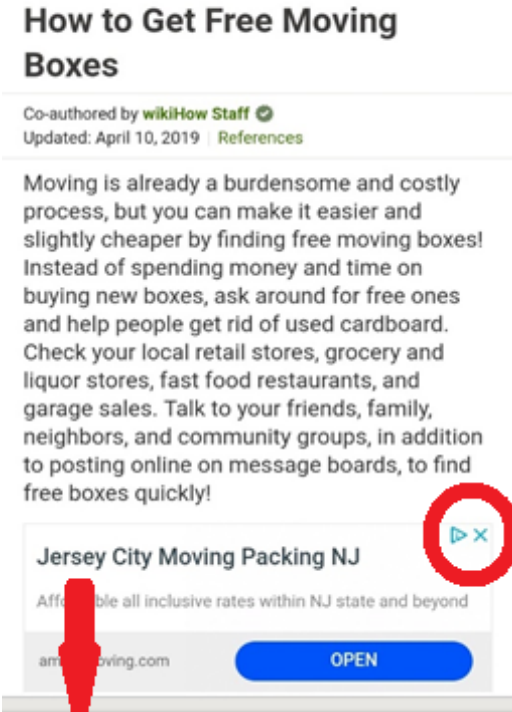 How to Get Free Moving
Boxes
Co-authored by wikiHow Staff
Updated: April 10, 2019 | References
Moving is already a burdensome and costly
process, but you can make it easier and
slightly cheaper by finding free moving boxes!
Instead of spending money and time on
buying new boxes, ask around for free ones
and help people get rid of used cardboard.
Check your local retail stores, grocery and
liquor stores, fast food restaurants, and
garage sales. Talk to your friends, family,
neighbors, and community groups, in addition
to posting online on message boards, to find
free boxes quickly!
Jersey City Moving Packing NJ
all inclusive rates within NJ state and beyond
OPEN